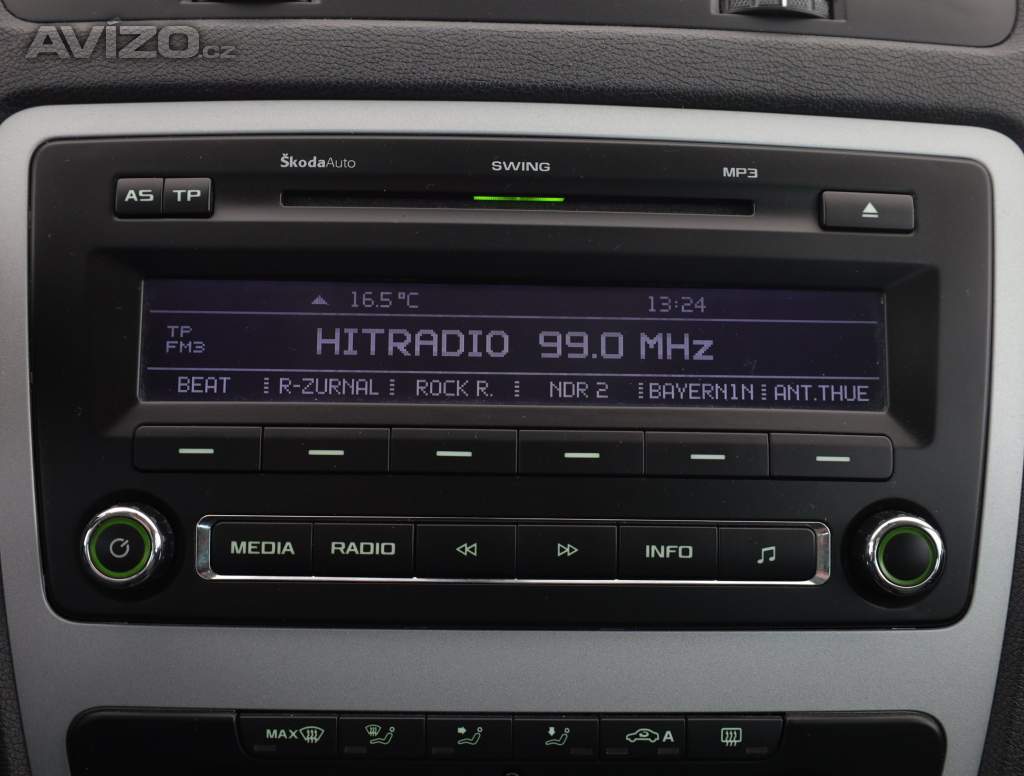 AVÍZO.cz
ŠkodaAuto SWING MP3
AS TP
16.5°C 13:24
TP
FM3
HITRADIO 99.0 MHz
BEAT R-ZURNAL ROCK R. NDR 2 BAYERN1N ANT.THUE
MEDIA RADIO INFO
MAX A